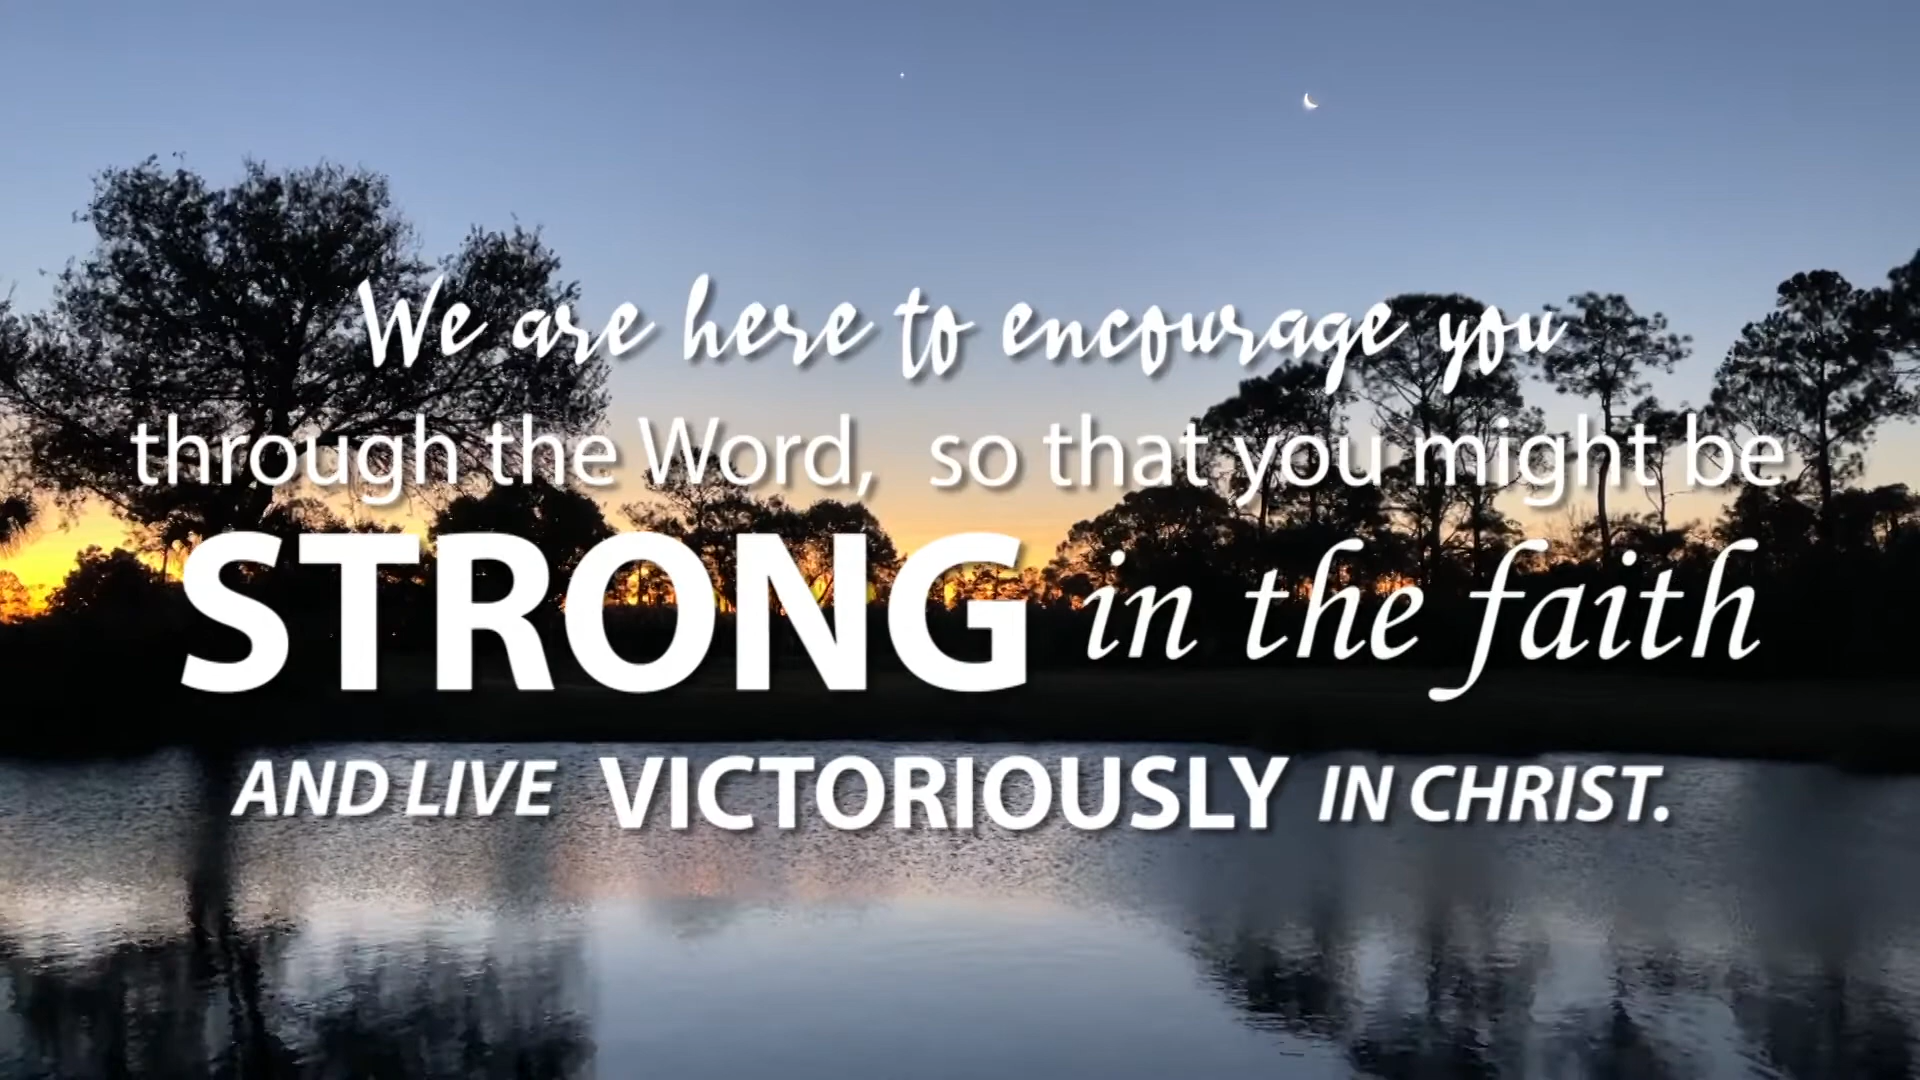 We are here to encourage you
through the Word, so that you might be
STRONG in the faith
AND LIVE VICTORIOUSLY IN CHRIST.